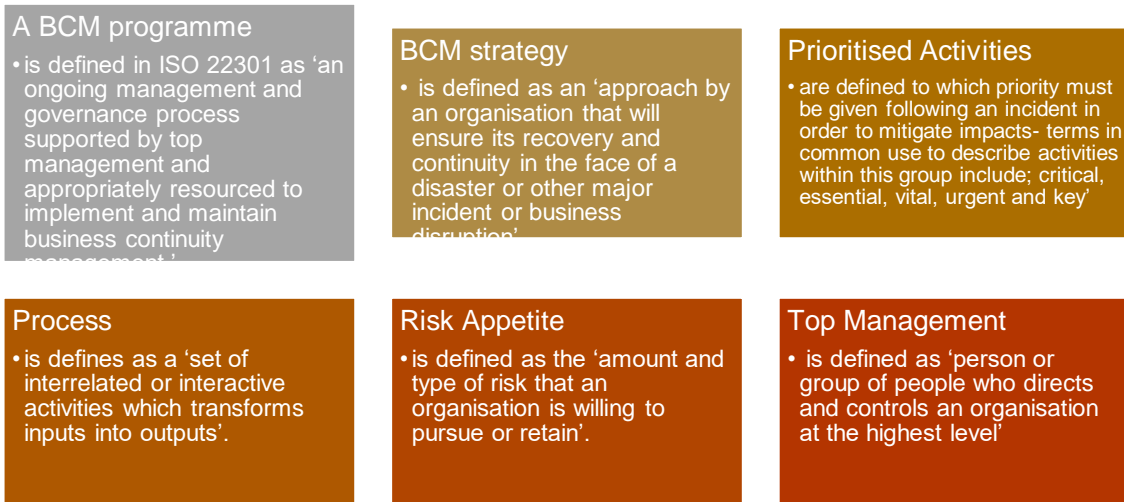 A BCM programme
• is defined in ISO 22301 as ‘an
ongoing management and
governance process
supported by top
management and
appropriately resourced to
implement and maintain
business continuity
management.’
BCM strategy
• is defined as an ‘approach by
an organisation that will
ensure its recovery and
continuity in the face of a
disaster or other major
incident or business
disruption’
Prioritised Activities
• are defined to which priority must
be given following an incident in
order to mitigate impacts- terms in
common use to describe activities
within this group include; critical,
essential, vital, urgent and key’
Process
• is defines as a ‘set of
interrelated or interactive
activities which transforms
inputs into outputs’.
Risk Appetite
• is defined as the ‘amount and
type of risk that an
organisation is willing to
pursue or retain’.
Top Management
• is defined as ‘person or
group of people who directs
and controls an organisation
at the highest level’